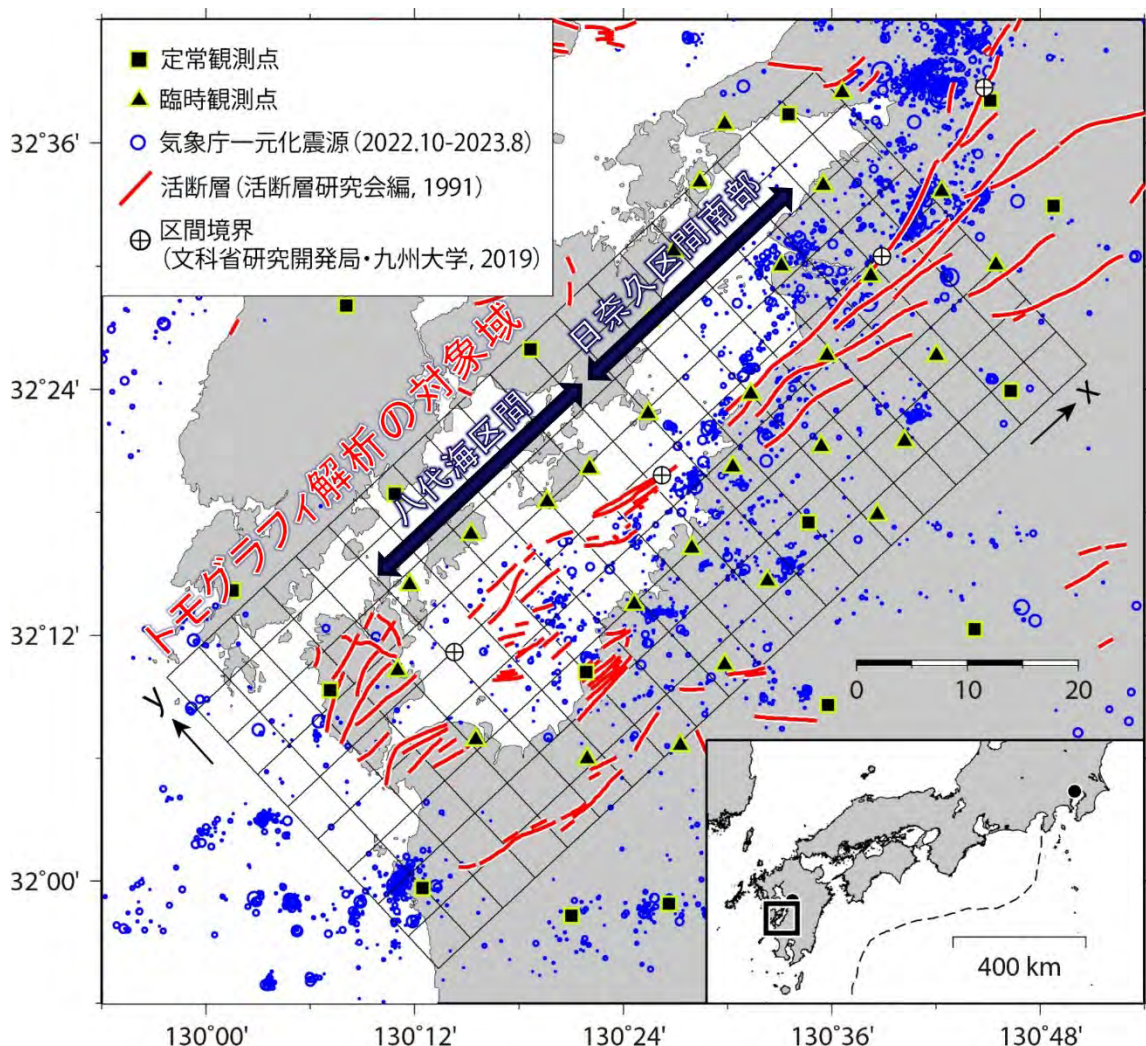 定常観測点
臨時観測点
気象庁一元化震源(2022.10-2023.8)
活断層(活断層研究会編, 1991)
区間境界
(文科省研究開発局・九州大学, 2019)
32°36'
32°24'
32°12'
32°00'
日奈久区間南部
八代海区間
トモグラフィ解析の対象域
x
y
0 5 10 15 20
400 km
130°00' 130°12' 130°24' 130°36' 130°48'